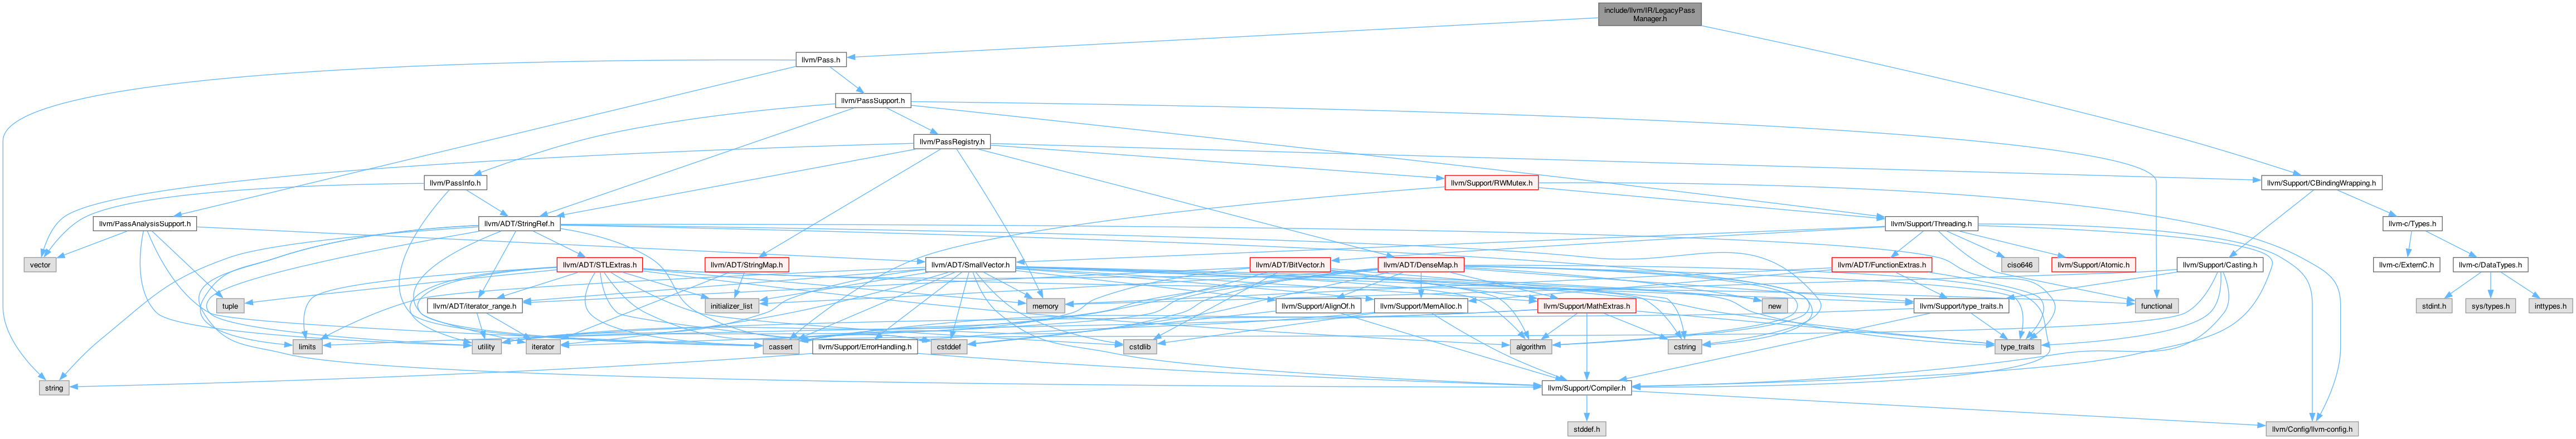 include/llvm/IR/LegacyPass
Manager.h
llvm/Pass.h
llvm/PassSupport.h
llvm/PassRegistry.h
llvm/PassInfo.h
llvm/Support/RWMutex.h
llvm/Support/CBindingWrapping.h
llvm/PassAnalysisSupport.h
llvm/ADT/StringRef.h
llvm/Support/Threading.h
llvm-c/Types.h
vector
llvm/ADT/STLExtras.h
llvm/ADT/StringMap.h
llvm/ADT/SmallVector.h
llvm/ADT/BitVector.h
llvm/ADT/DenseMap.h
llvm/ADT/FunctionExtras.h
ciso646
llvm/Support/Atomic.h
llvm/Support/Casting.h
llvm-c/ExternC.h
llvm-c/DataTypes.h
tuple
llvm/ADT/iterator_range.h
initializer_list
memory
llvm/Support/AlignOf.h
llvm/Support/MemAlloc.h
llvm/Support/MathExtras.h
new
llvm/Support/type_traits.h
functional
stdint.h
sys/types.h
inttypes.h
limits
utility
iterator
cassert
llvm/Support/ErrorHandling.h
cstddef
cstdlib
algorithm
cstring
type_traits
string
llvm/Support/Compiler.h
stddef.h
llvm/Config/llvm-config.h